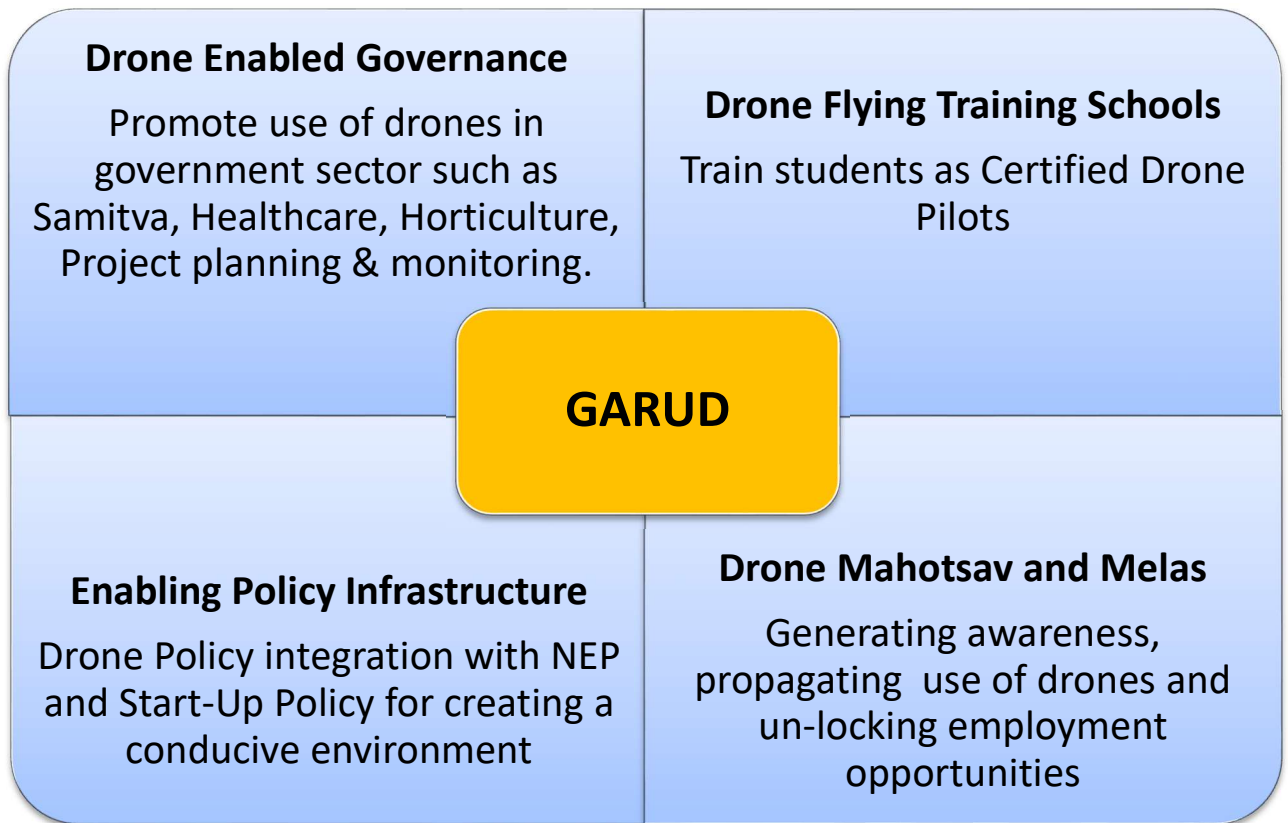 Drone Enabled Governance
Promote use of drones in
government sector such as
Samitva, Healthcare, Horticulture,
Project planning & monitoring.
Drone Flying Training Schools
Train students as Certified Drone
Pilots
GARUD
Enabling Policy Infrastructure
Drone Policy integration with NEP
and Start-Up Policy for creating a
conducive environment
Drone Mahotsav and Melas
Generating awareness,
propagating use of drones and
un-locking employment
opportunities